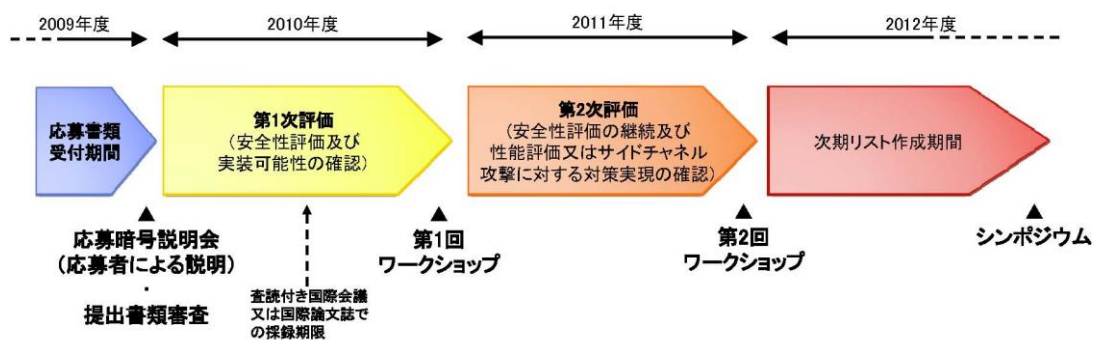 2009年度
2010年度
2011年度
2012年度
応募書類
受付期間
第1次評価
(安全性評価及び
実装可能性の確認)
第2次評価
(安全性評価の継続及び
性能評価又はサイドチャネル
攻撃に対する対策実現の確認)
次期リスト作成期間
応募暗号説明会
(応募者による説明)
・
提出書類審査
査読付き国際会議
又は国際論文誌で
の採録期限
第1回
ワークショップ
第2回
ワークショップ
シンポジウム